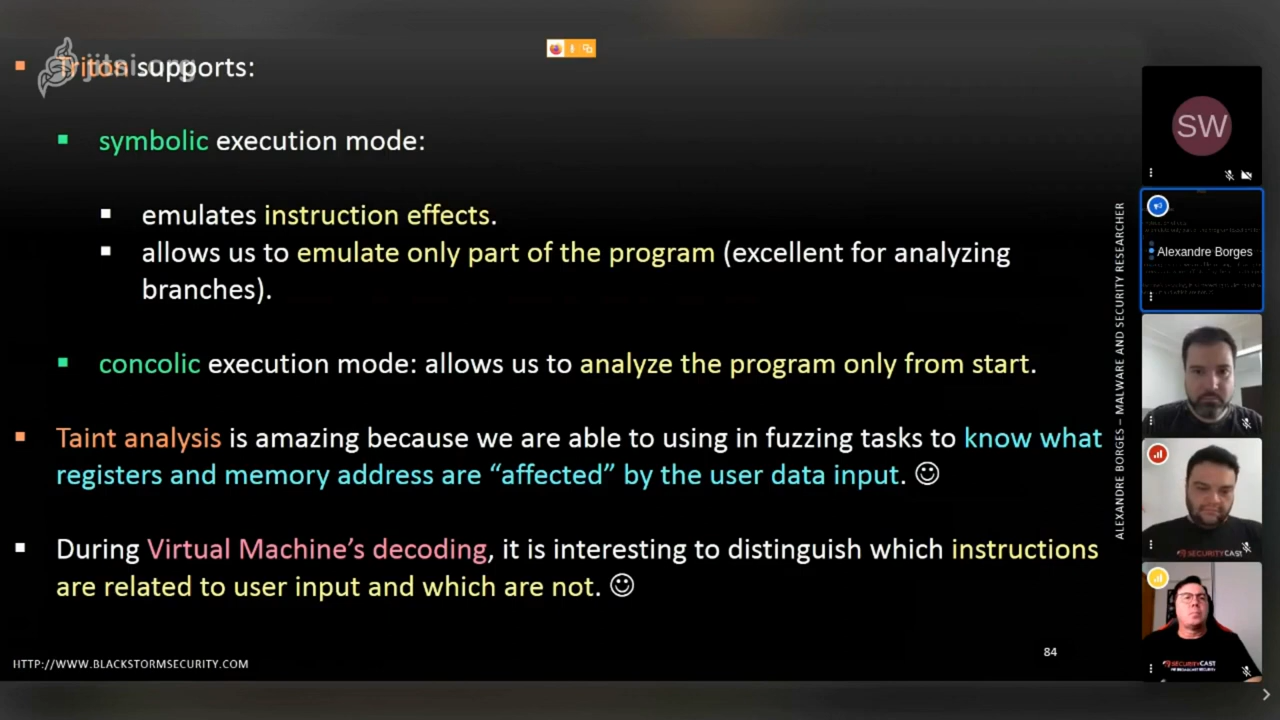 jitsi.org
Triton supports:
symbolic execution mode:
emulates instruction effects.
allows us to emulate only part of the program (excellent for analyzing
branches).
concolic execution mode: allows us to analyze the program only from start.
Taint analysis is amazing because we are able to using in fuzzing tasks to know what
registers and memory address are “affected” by the user data input. ☺
During Virtual Machine’s decoding, it is interesting to distinguish which instructions
are related to user input and which are not. ☺
HTTP://WWW.BLACKSTORMSECURITY.COM
84
ALEXANDRE BORGES – MALWARE AND SECURITY RESEARCHER
SW
Alexandre Borges
SECURITYCAST
SECURITYCAST